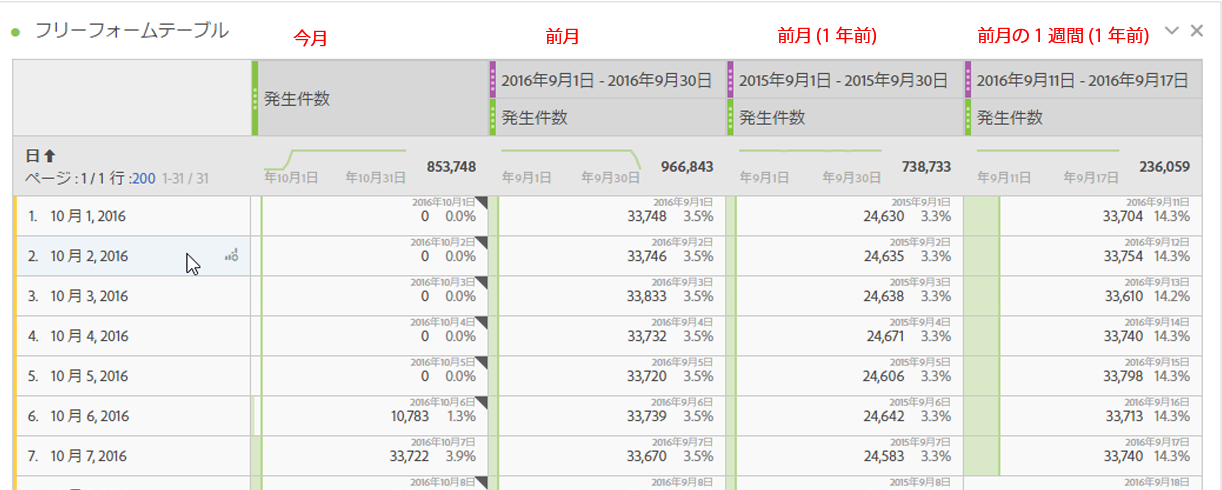 フリーフォームテーブル
今月
前月
前月 (1 年前)
前月の 1 週間 (1 年前)
発生件数
2016年9月1日 - 2016年9月30日
発生件数
2015年9月1日 - 2015年9月30日
発生件数
2016年9月11日 - 2016年9月17日
発生件数
日
ページ : 1 / 1 行 :200 1-31 / 31
年10月1日 年10月31日 853,748
年9月1日 年9月30日 966,843
年9月1日 年9月30日 738,733
年9月11日 年9月17日 236,059
2016年10月1日 2016年9月1日 2015年9月1日 2016年9月11日
1. 10 月 1, 2016 0 0.0% 33,748 3.5% 24,630 3.3% 33,704 14.3%
2016年10月2日 2016年9月2日 2015年9月2日 2016年9月12日
2. 10 月 2, 2016 0 0.0% 33,746 3.5% 24,635 3.3% 33,754 14.3%
2016年10月3日 2016年9月3日 2015年9月3日 2016年9月13日
3. 10 月 3, 2016 0 0.0% 33,833 3.5% 24,638 3.3% 33,610 14.2%
2016年10月4日 2016年9月4日 2015年9月4日 2016年9月14日
4. 10 月 4, 2016 0 0.0% 33,732 3.5% 24,671 3.3% 33,740 14.3%
2016年10月5日 2016年9月5日 2015年9月5日 2016年9月15日
5. 10 月 5, 2016 0 0.0% 33,720 3.5% 24,606 3.3% 33,798 14.3%
2016年10月6日 2016年9月6日 2015年9月6日 2016年9月16日
6. 10 月 6, 2016 10,783 1.3% 33,739 3.5% 24,642 3.3% 33,713 14.3%
2016年10月7日 2016年9月7日 2015年9月7日 2016年9月17日
7. 10 月 7, 2016 33,722 3.9% 33,670 3.5% 24,583 3.3% 33,740 14.3%
2016年10月8日 2016年9月8日 2015年9月8日 2016年9月18日